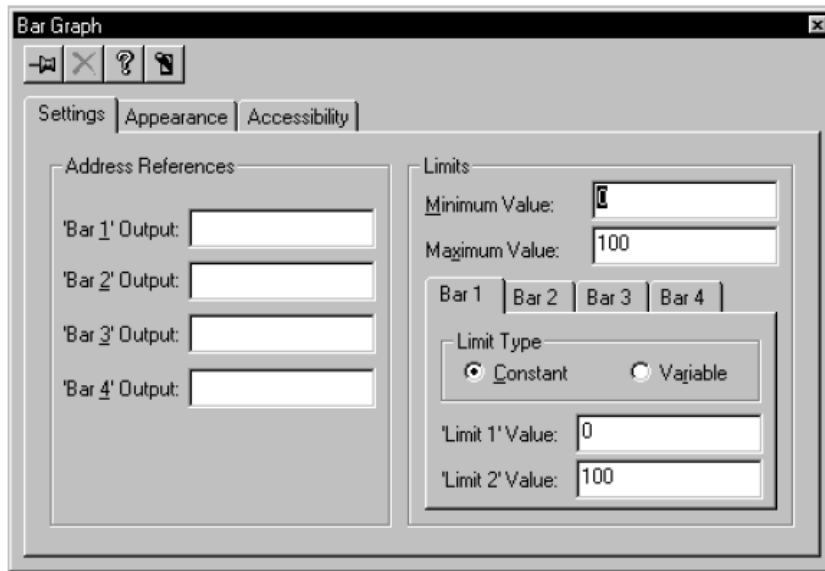 Bar Graph
Settings Appearance Accessibility
Address References
'Bar 1' Output:
'Bar 2' Output:
'Bar 3' Output:
'Bar 4' Output:
Limits
Minimum Value: 0
Maximum Value: 100
Bar 1 Bar 2 Bar 3 Bar 4
Limit Type
Constant Variable
'Limit 1' Value: 0
'Limit 2' Value: 100